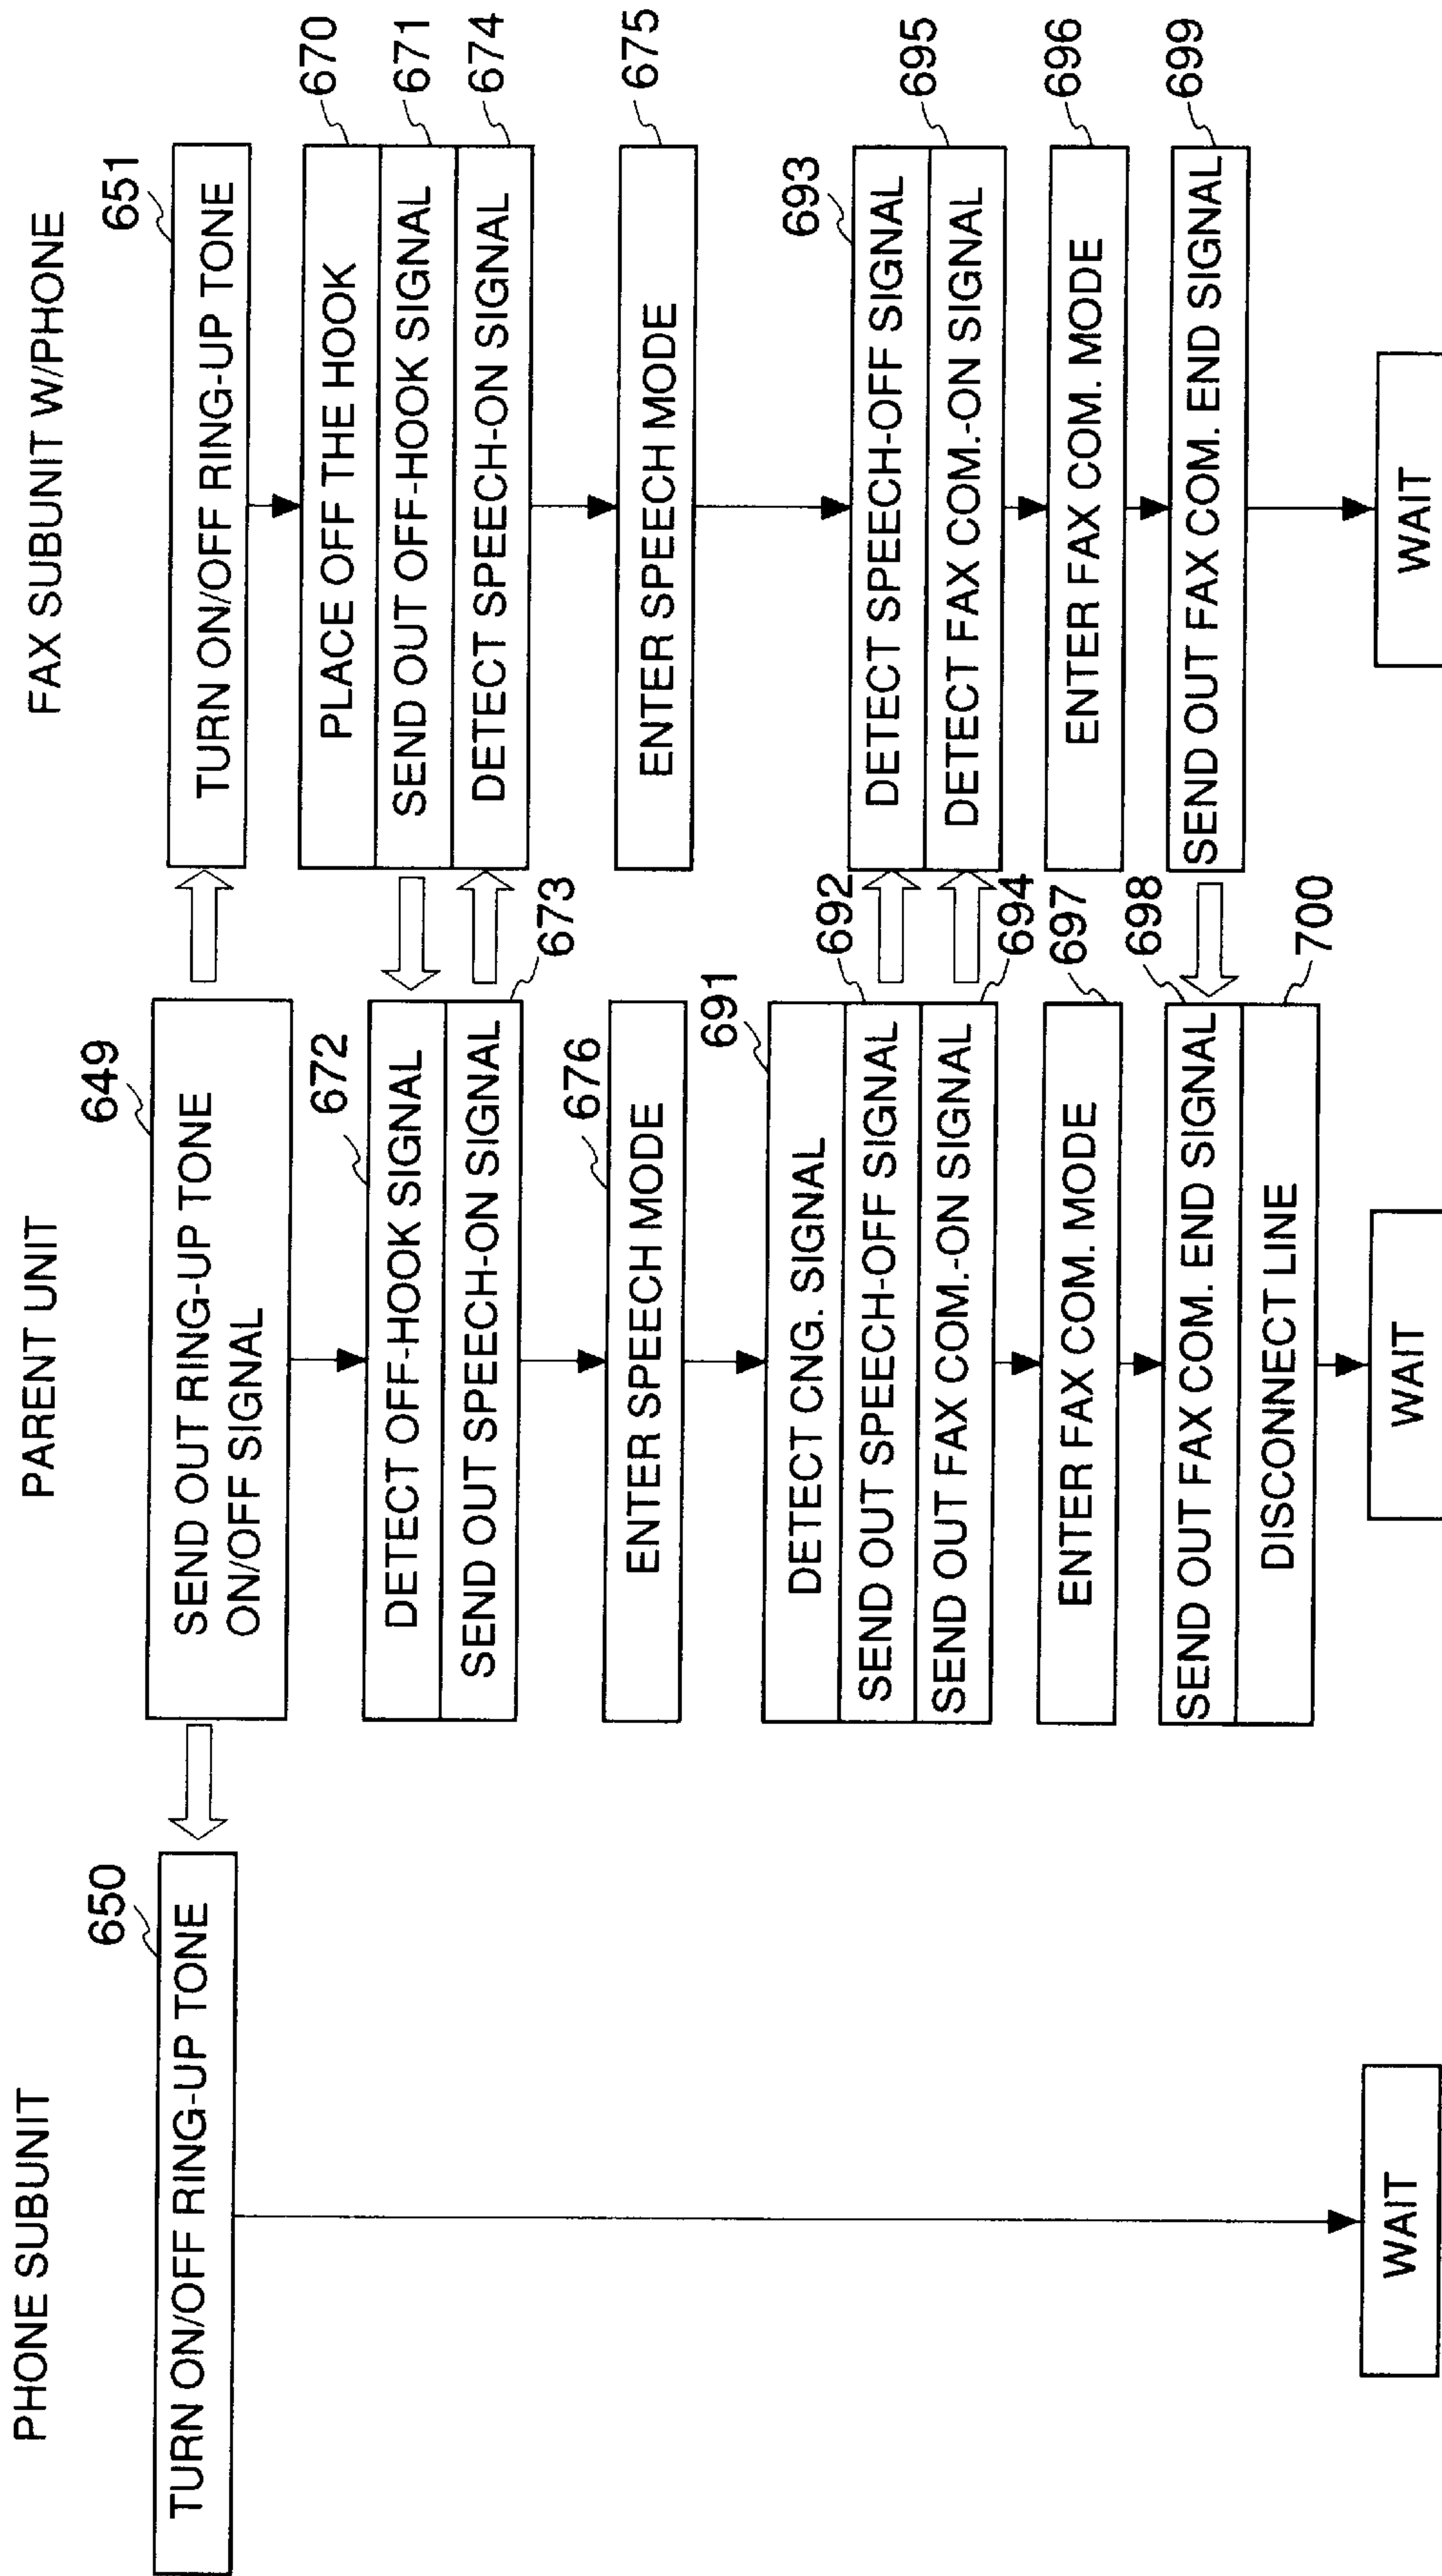 PHONE SUBUNIT
650
TURN ON/OFF RING-UP TONE
WAIT
PARENT UNIT
649
SEND OUT RING-UP TONE
ON/OFF SIGNAL
672
DETECT OFF-HOOK SIGNAL
SEND OUT SPEECH-ON SIGNAL
673
676
ENTER SPEECH MODE
691
DETECT CNG. SIGNAL
692
SEND OUT SPEECH-OFF SIGNAL
SEND OUT FAX COM.-ON SIGNAL
694
697
ENTER FAX COM. MODE
698
SEND OUT FAX COM. END SIGNAL
DISCONNECT LINE
700
WAIT
FAX SUBUNIT W/PHONE
651
TURN ON/OFF RING-UP TONE
PLACE OFF THE HOOK
670
SEND OUT OFF-HOOK SIGNAL
671
DETECT SPEECH-ON SIGNAL
674
ENTER SPEECH MODE
675
693
DETECT SPEECH-OFF SIGNAL
DETECT FAX COM.-ON SIGNAL
695
ENTER FAX COM. MODE
696
SEND OUT FAX COM. END SIGNAL
699
WAIT